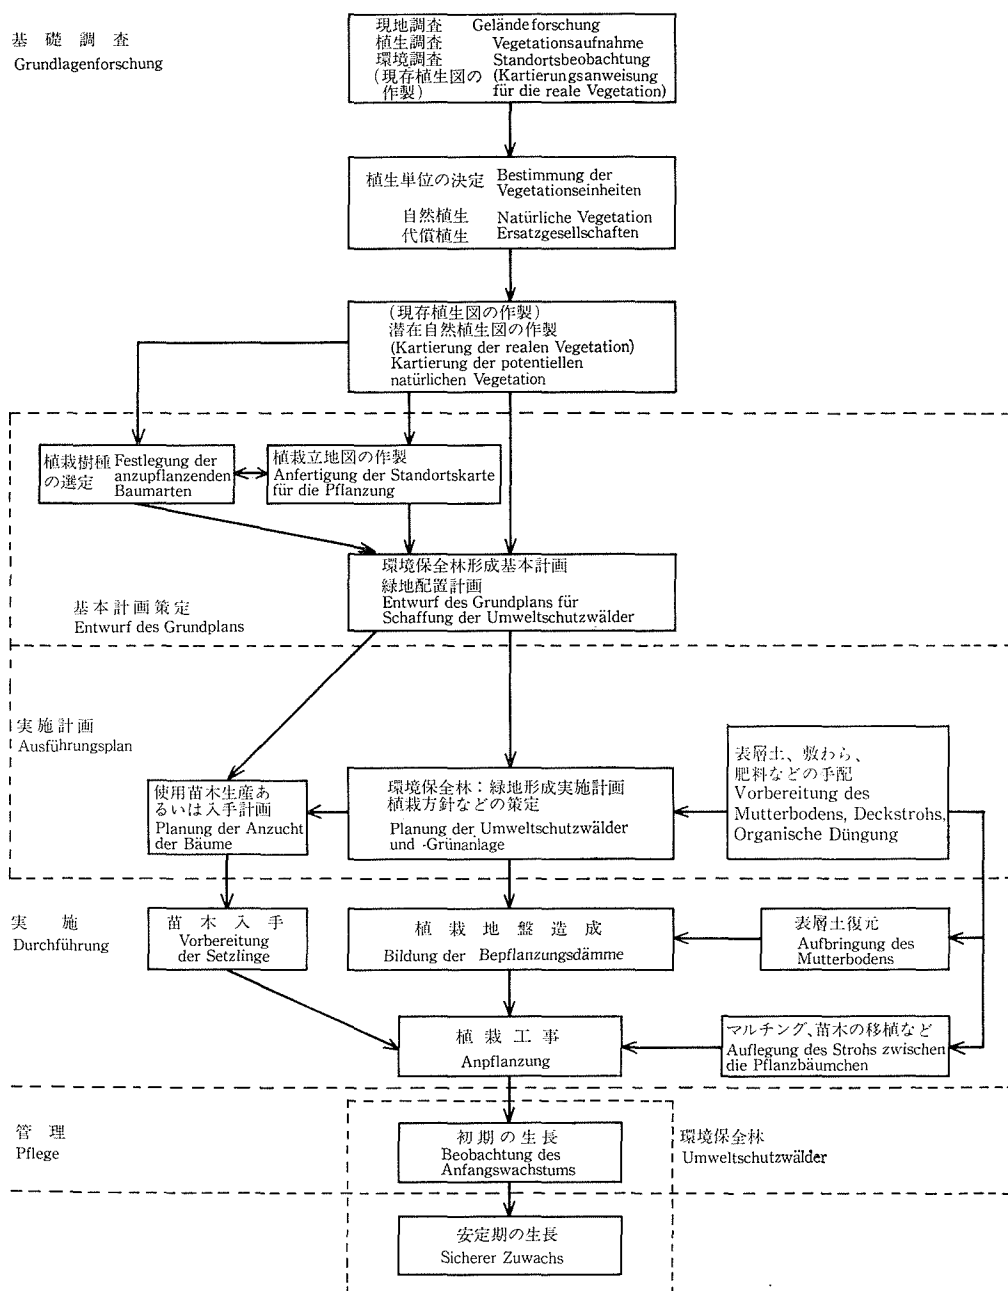 基礎調査
Grundlagenforschung
現地調査 Geländeforschung
植生調査 Vegetationsaufnahme
環境調査 Standortsbeobachtung
(現存植生図の (Kartierungsanweisung
作製) für die reale Vegetation)
植生単位の決定 Bestimmung der
Vegetationseinheiten
自然植生 Natürliche Vegetation
代償植生 Ersatzgesellschaften
(現存植生図の作製)
潜在自然植生図の作製
(Kartierung der realen Vegetation)
Kartierung der potentiellen
natürlichen Vegetation
植栽樹種 Festlegung der
の選定 anzupflanzenden
Baumarten
植栽立地図の作製
Anfertigung der Standortskarte
für die Pflanzung
環境保全林形成基本計画
緑地配置計画
Entwurf des Grundplans für
Schaffung der Umweltschutzwälder
基本計画策定
Entwurf des Grundplans
実施計画
Ausführungsplan
使用苗木生産あ
るいは入手計画
Planung der Anzucht
der Bäume
環境保全林：緑地形成実施計画
植栽方針などの策定
Planung der Umweltschutzwälder
und -Grünanlage
表層土、敷わら、
肥料などの手配
Vorbereitung des
Mutterbodens, Deckstrohs,
Organische Düngung
実施
Durchführung
苗木入手
Vorbereitung
der Setzlinge
植栽地盤造成
Bildung der Bepflanzungsdämme
表層土復元
Aufbringung des
Mutterbodens
植栽工事
Anpflanzung
マルチング、苗木の移植など
Auflegung des Strohs zwischen
die Pflanzbäumchen
管理
Pflege
初期の生長
Beobachtung des
Anfangswachstums
環境保全林
Umweltschutzwälder
安定期の生長
Sicherer Zuwachs